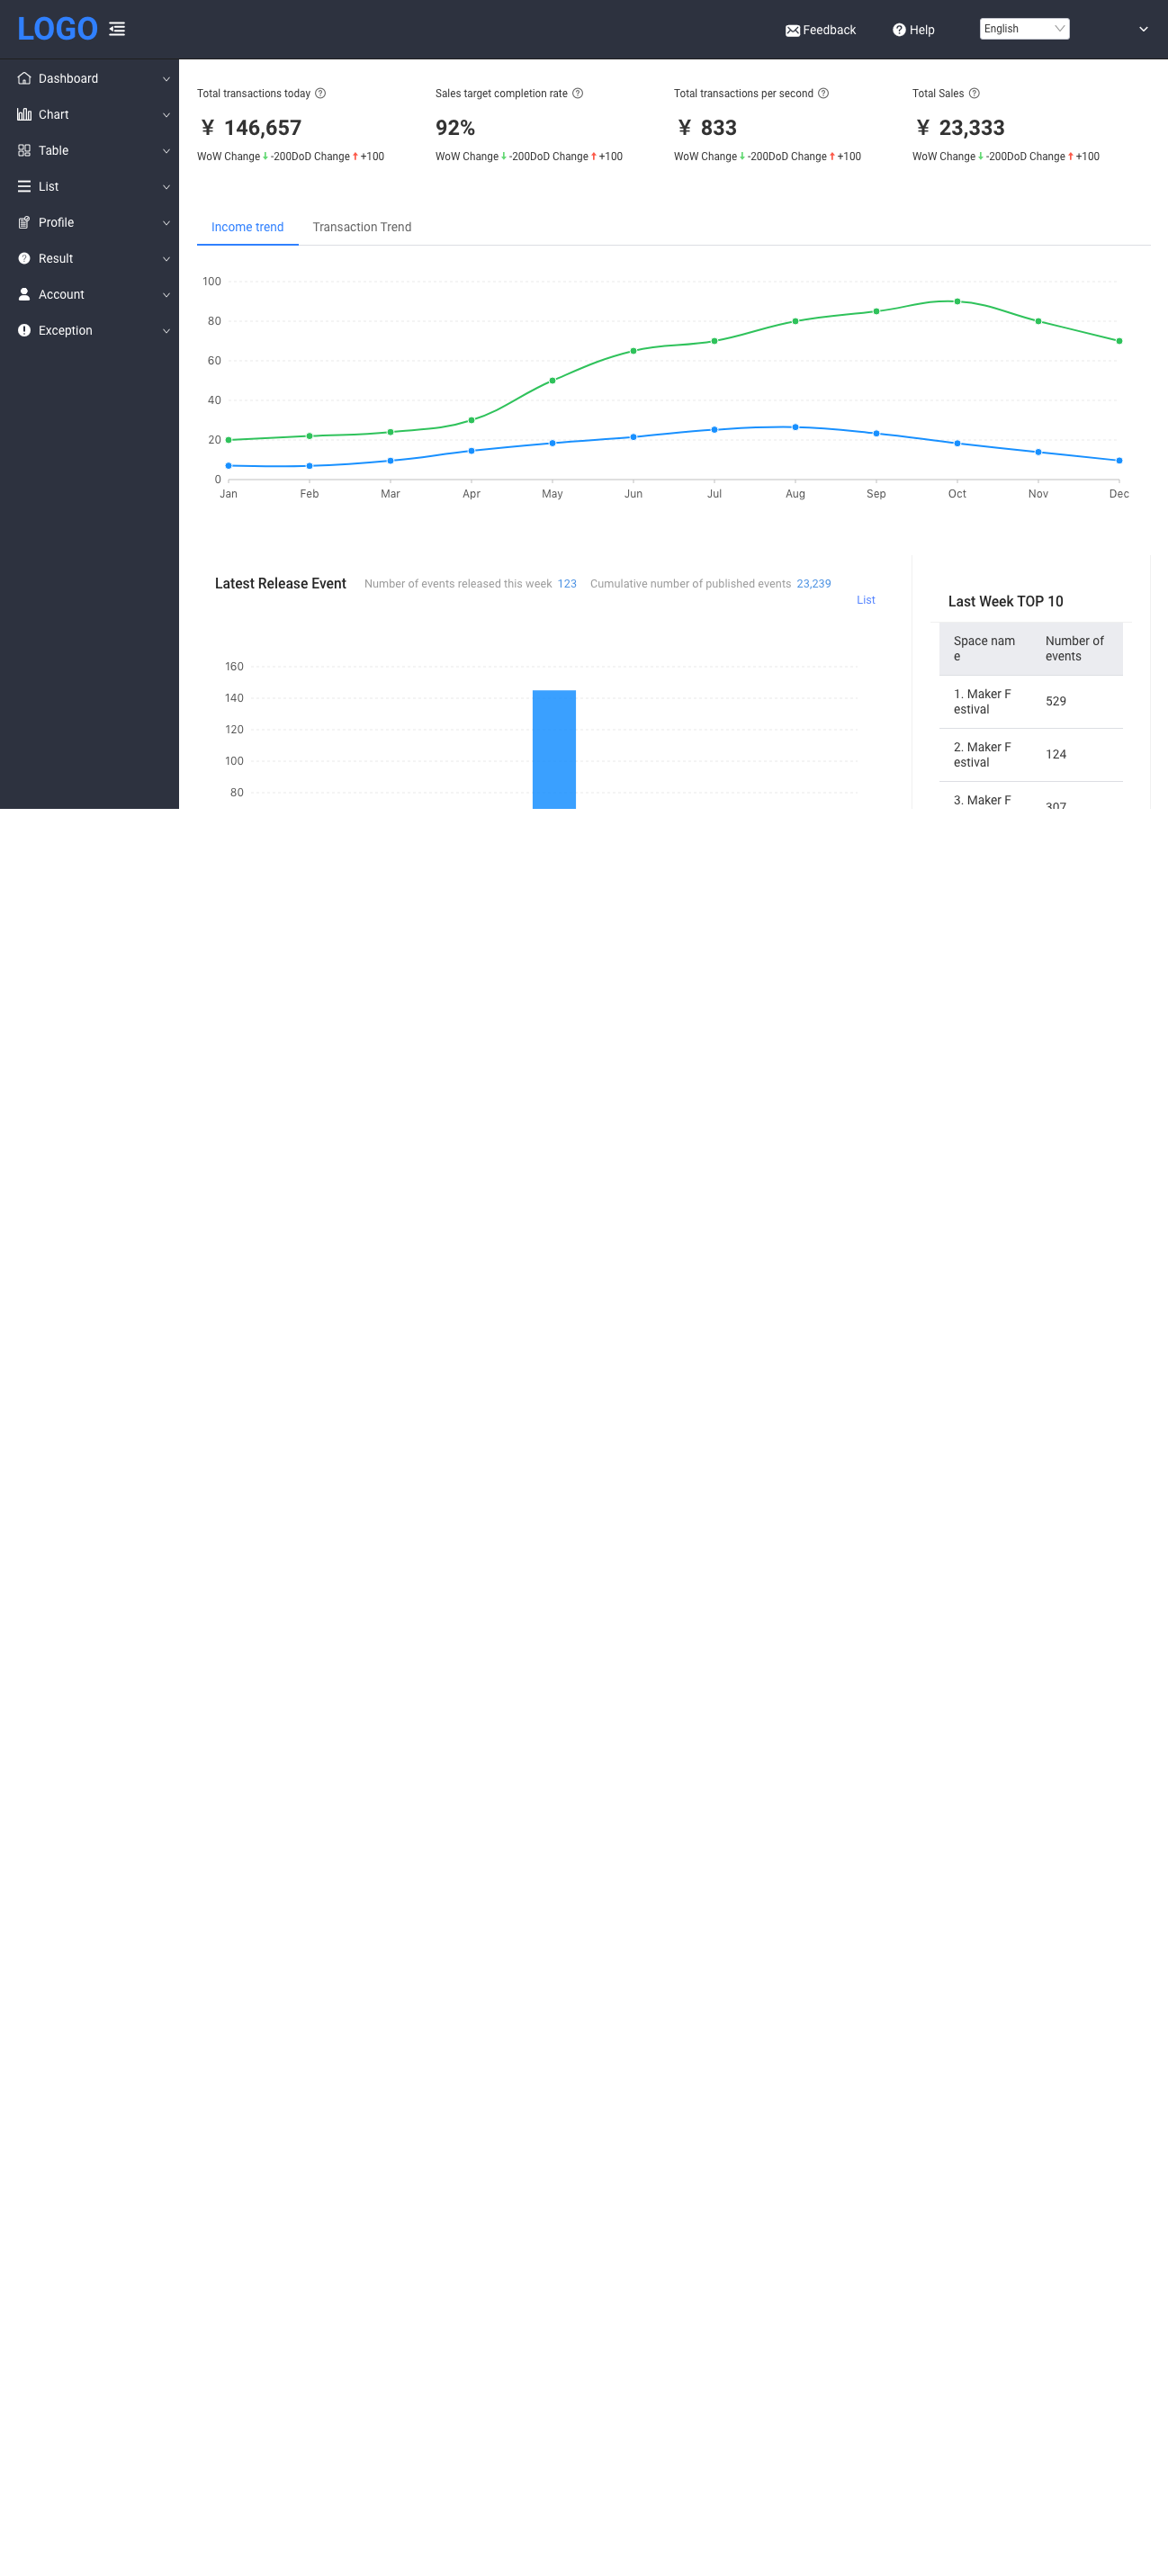 LOGO
Feedback
Help
English
Dashboard
Chart
Table
List
Profile
Result
Account
Exception
Total transactions today
¥ 146,657
WoW Change -200DoD Change +100
Sales target completion rate
92%
WoW Change -200DoD Change +100
Total transactions per second
¥ 833
WoW Change -200DoD Change +100
Total Sales
¥ 23,333
WoW Change -200DoD Change +100
Income trend
Transaction Trend
100
80
60
40
20
0
Jan Feb Mar Apr May Jun Jul Aug Sep Oct Nov Dec
Latest Release Event
Number of events released this week 123
Cumulative number of published events 23,239
List
160
140
120
100
80
Last Week TOP 10
Space nam
e
Number of
events
1. Maker F
estival
529
2. Maker F
estival
124
3. Maker F
307